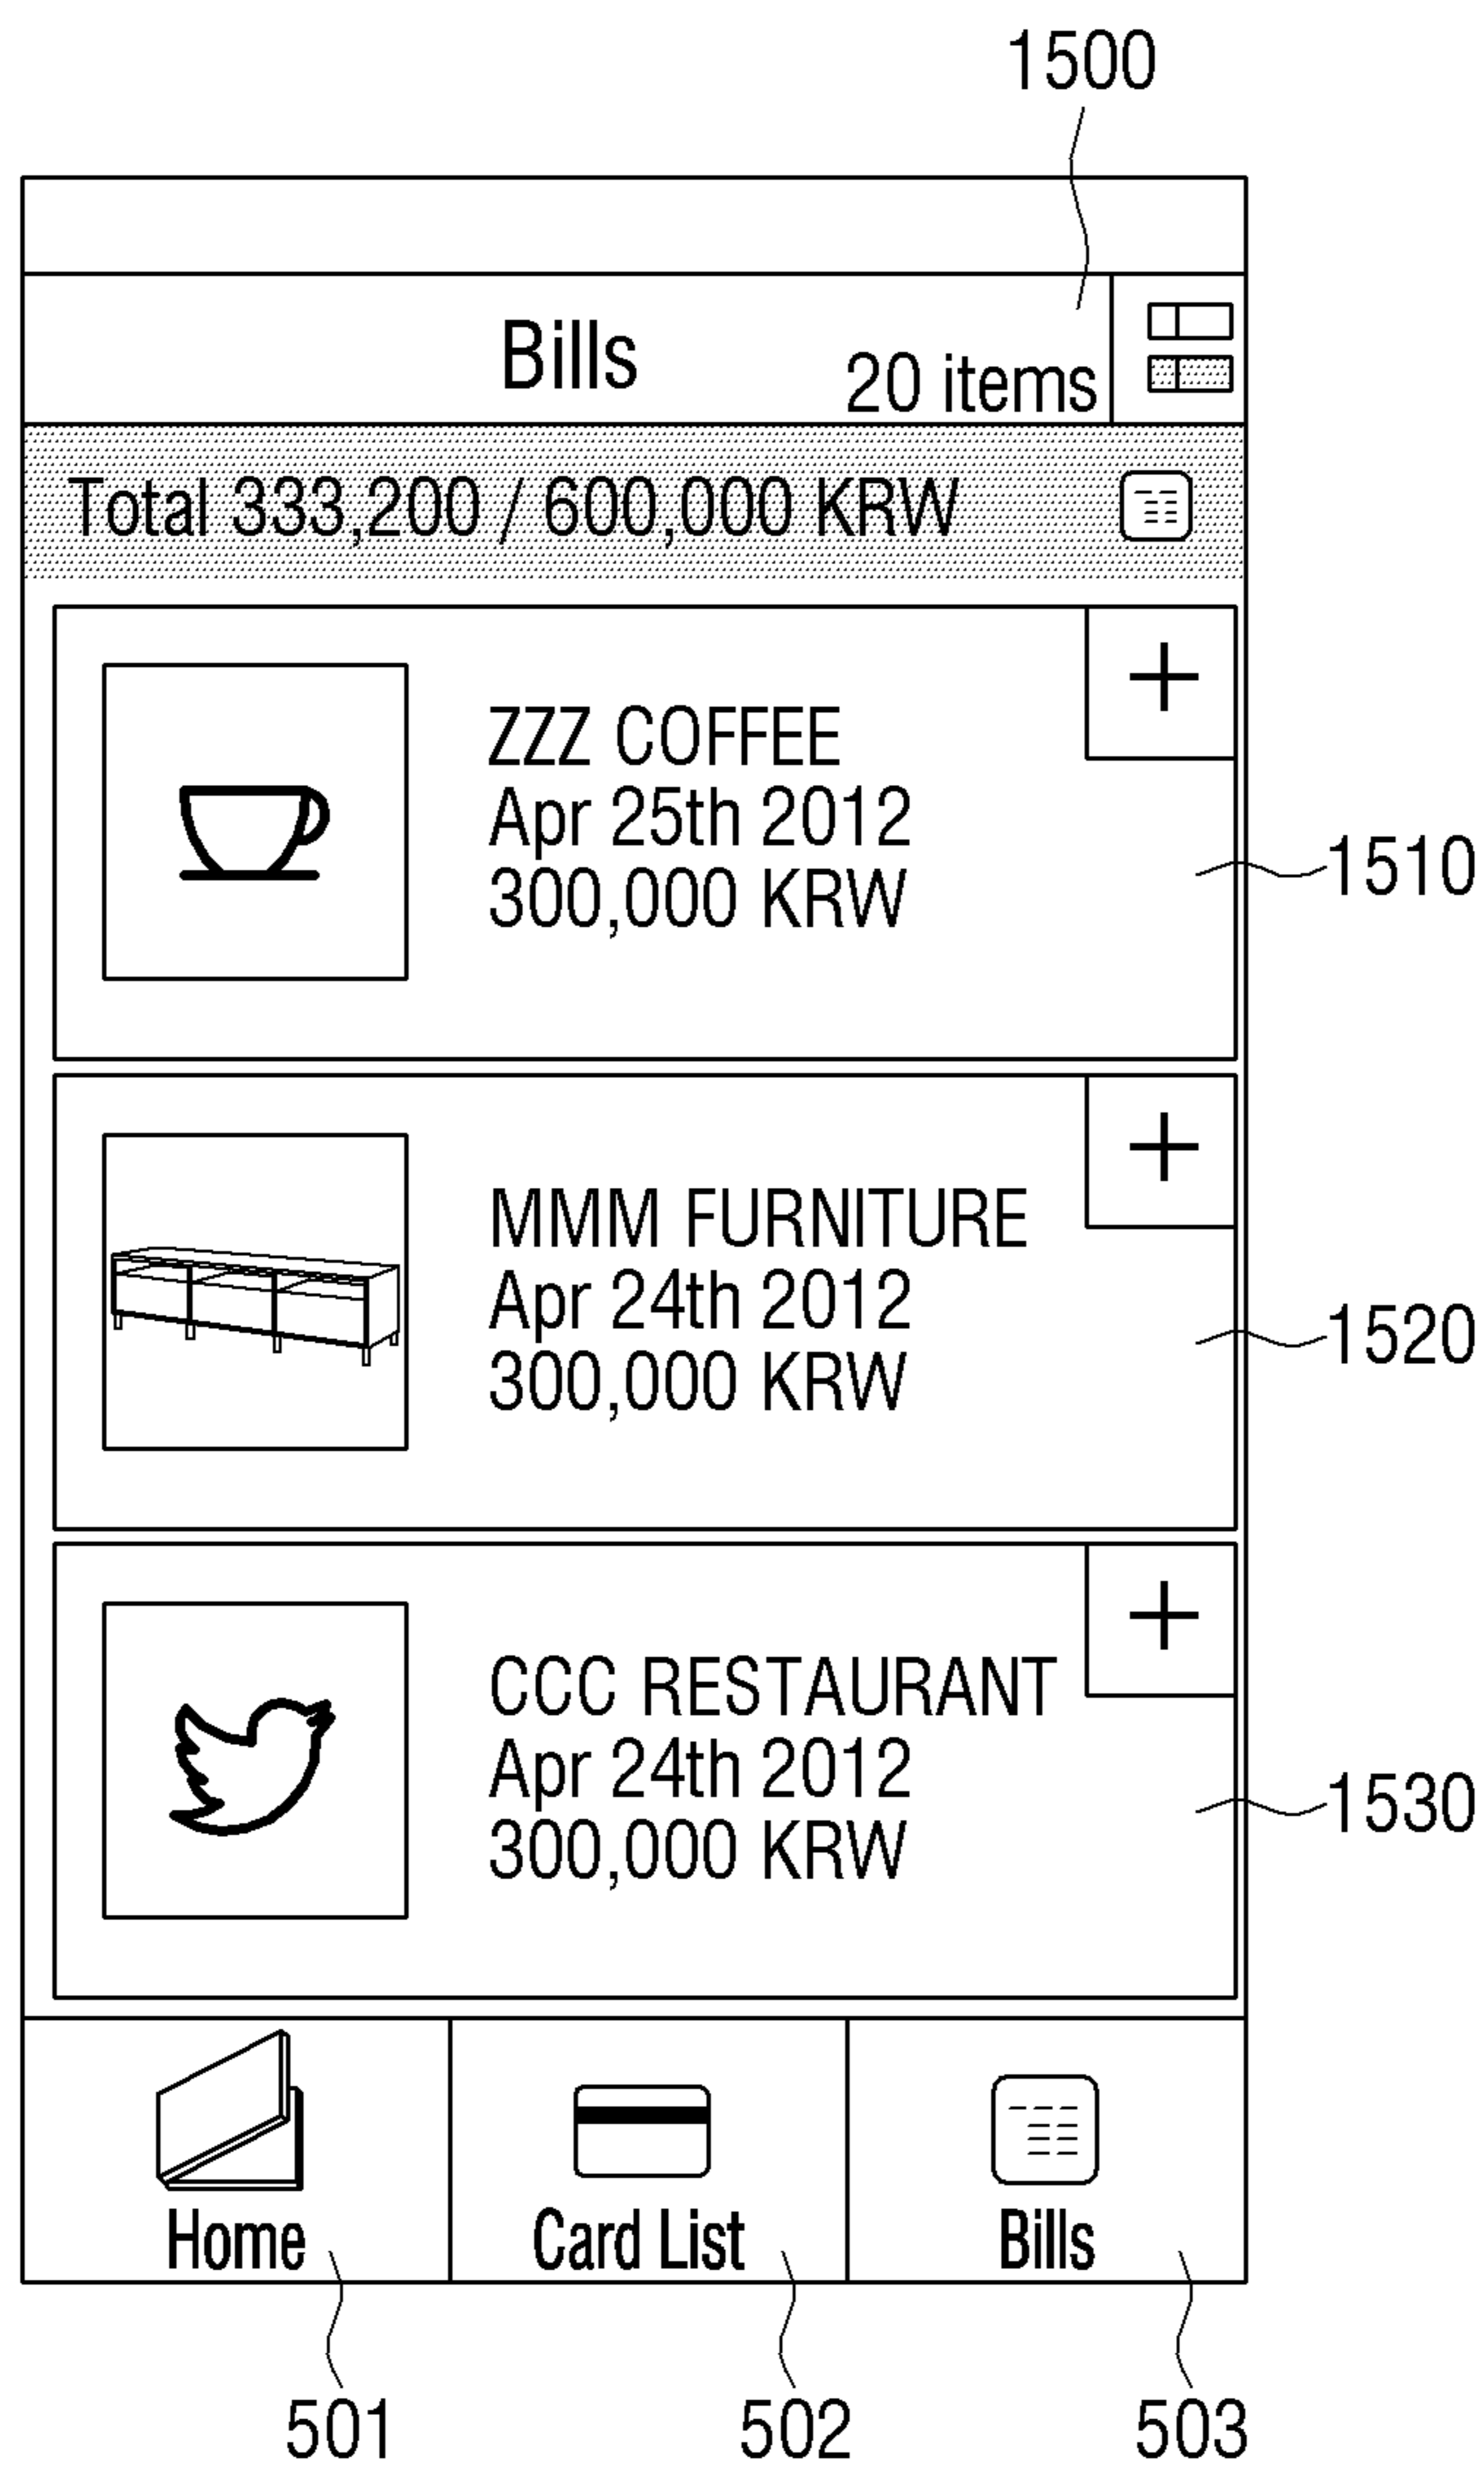 1500
Bills
20 items
Total 333,200 / 600,000 KRW
ZZZ COFFEE
Apr 25th 2012
300,000 KRW
1510
MMM FURNITURE
Apr 24th 2012
300,000 KRW
1520
CCC RESTAURANT
Apr 24th 2012
300,000 KRW
1530
Home
Card List
Bills
501
502
503